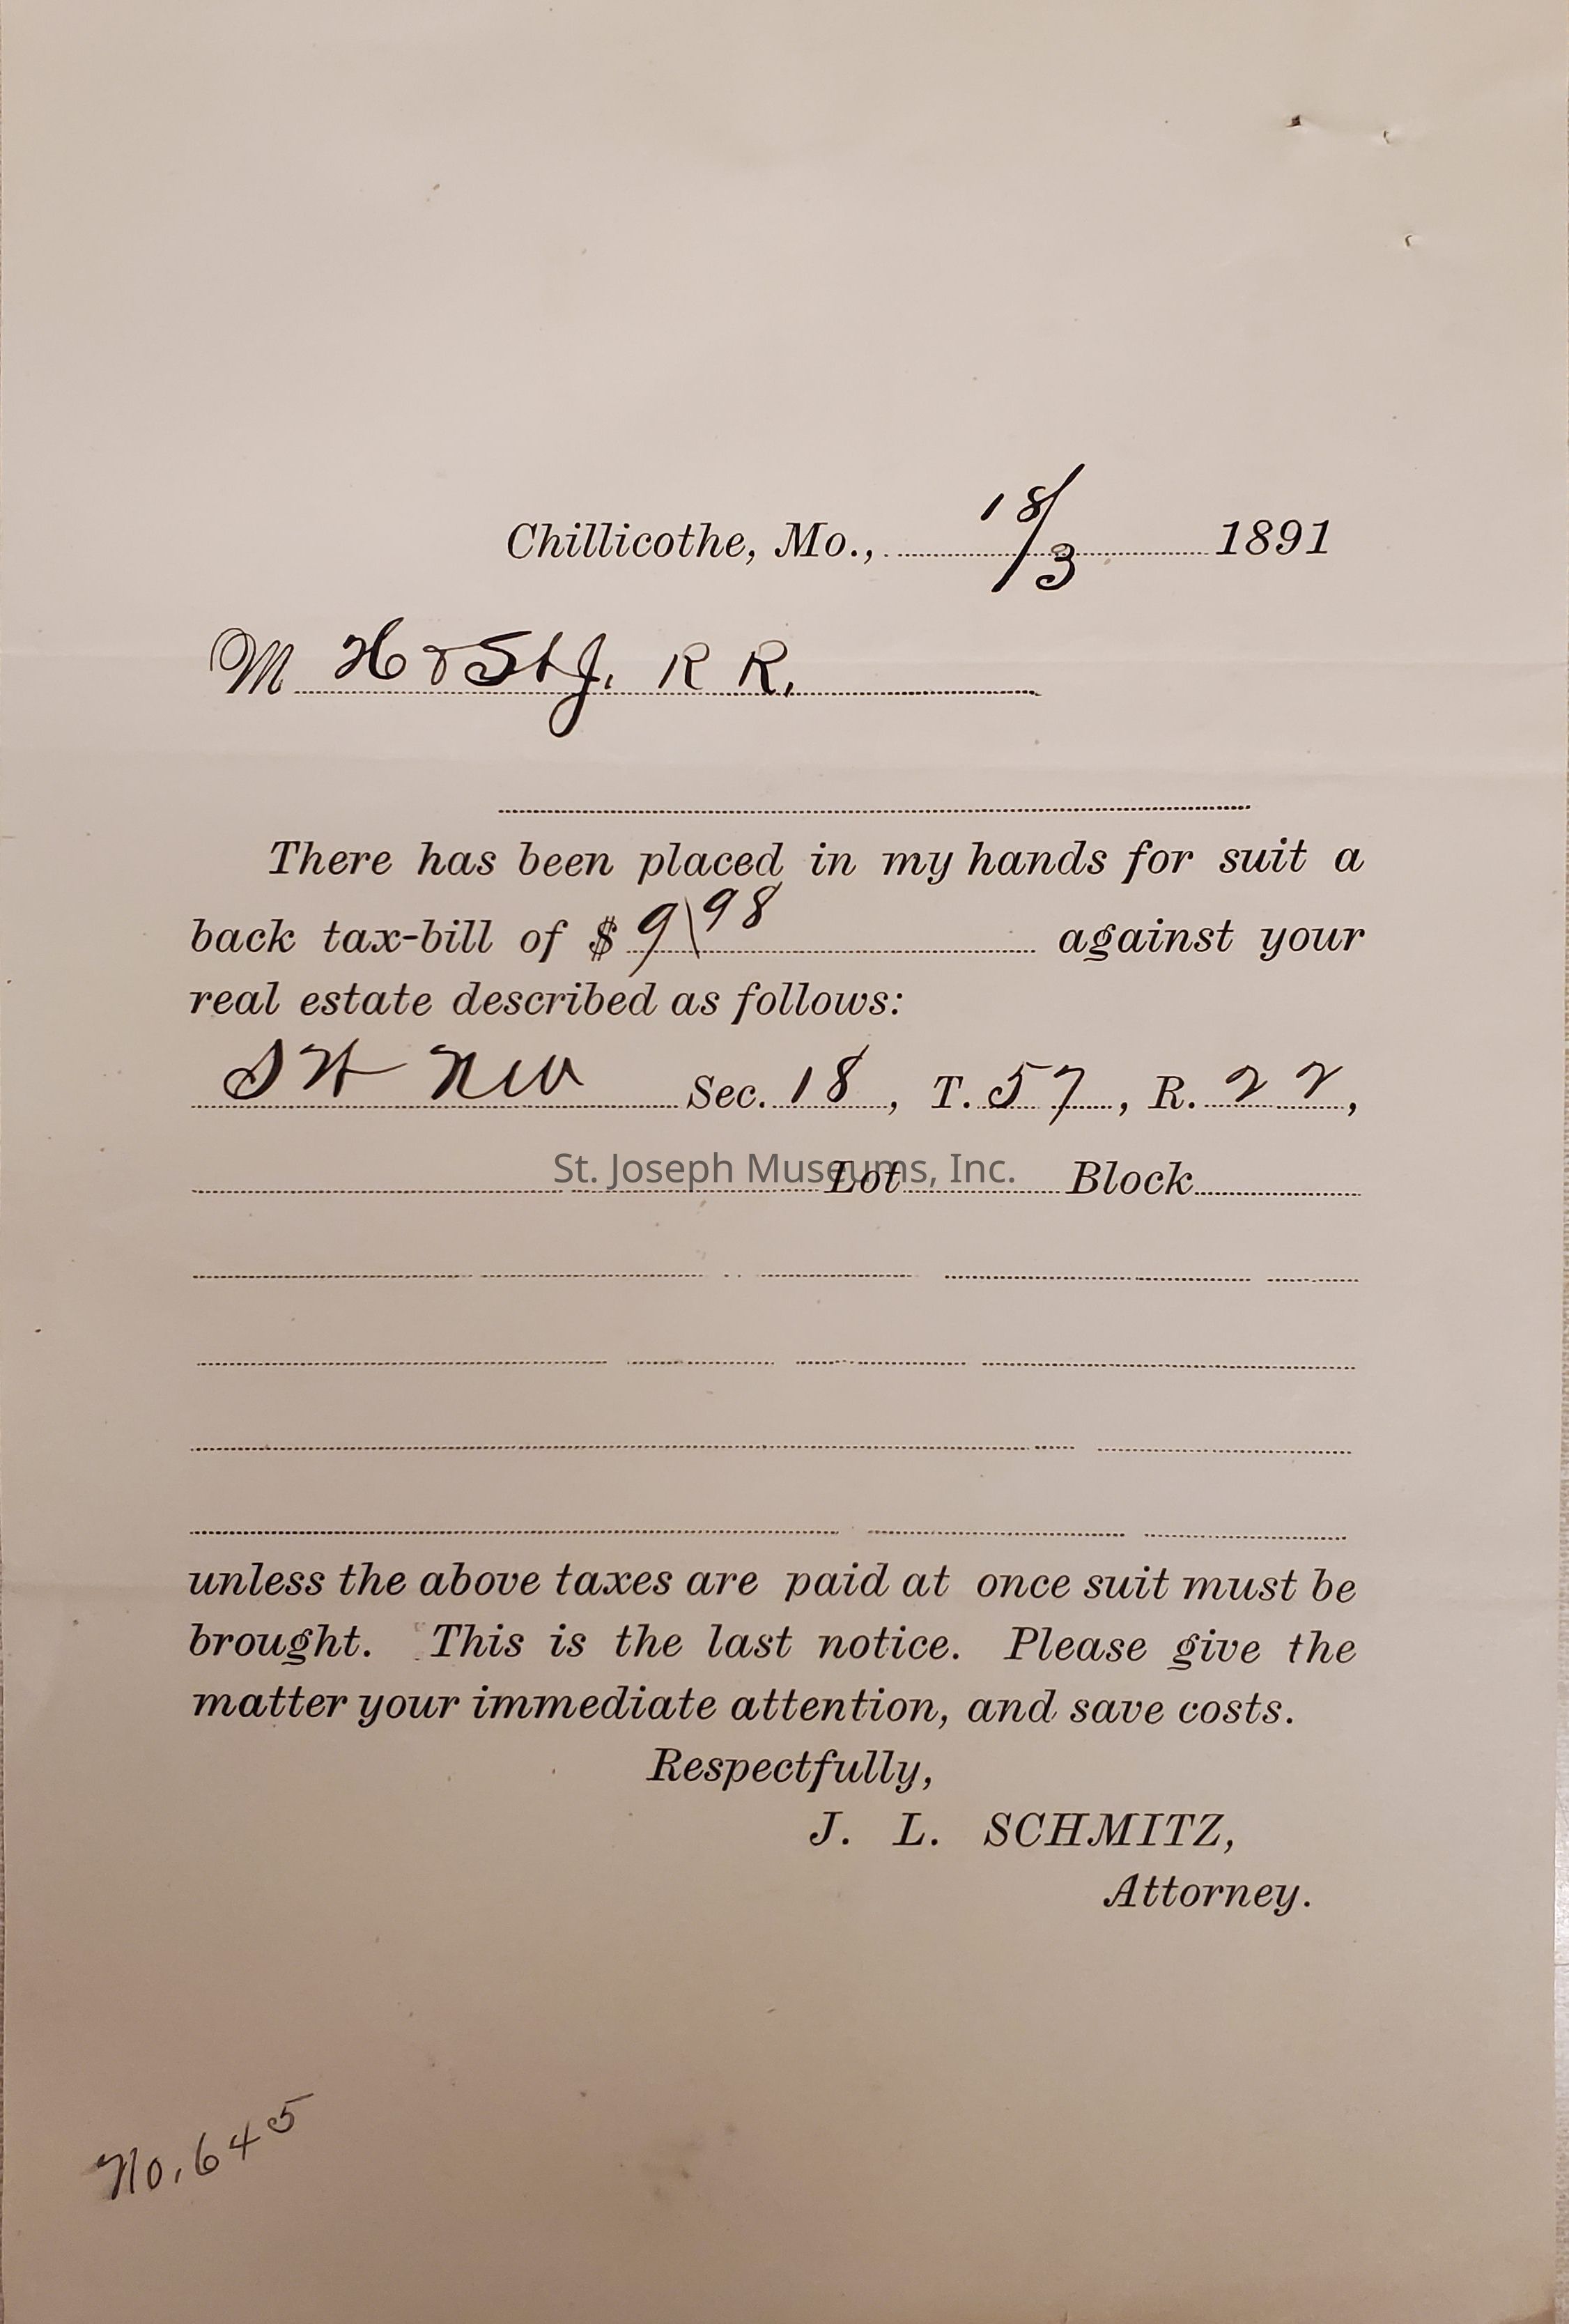 Chillicothe, Mo., 18/3 1891
M H & St J. R R.
There has been placed in my hands for suit a
back tax-bill of $ 9\98 against your
real estate described as follows:
SW NW Sec. 18, T. 57, R. 22,
St. Joseph Museums, Inc.
Lot Block
unless the above taxes are paid at once suit must be
brought. This is the last notice. Please give the
matter your immediate attention, and save costs.
Respectfully,
J. L. SCHMITZ,
Attorney.
No. 645